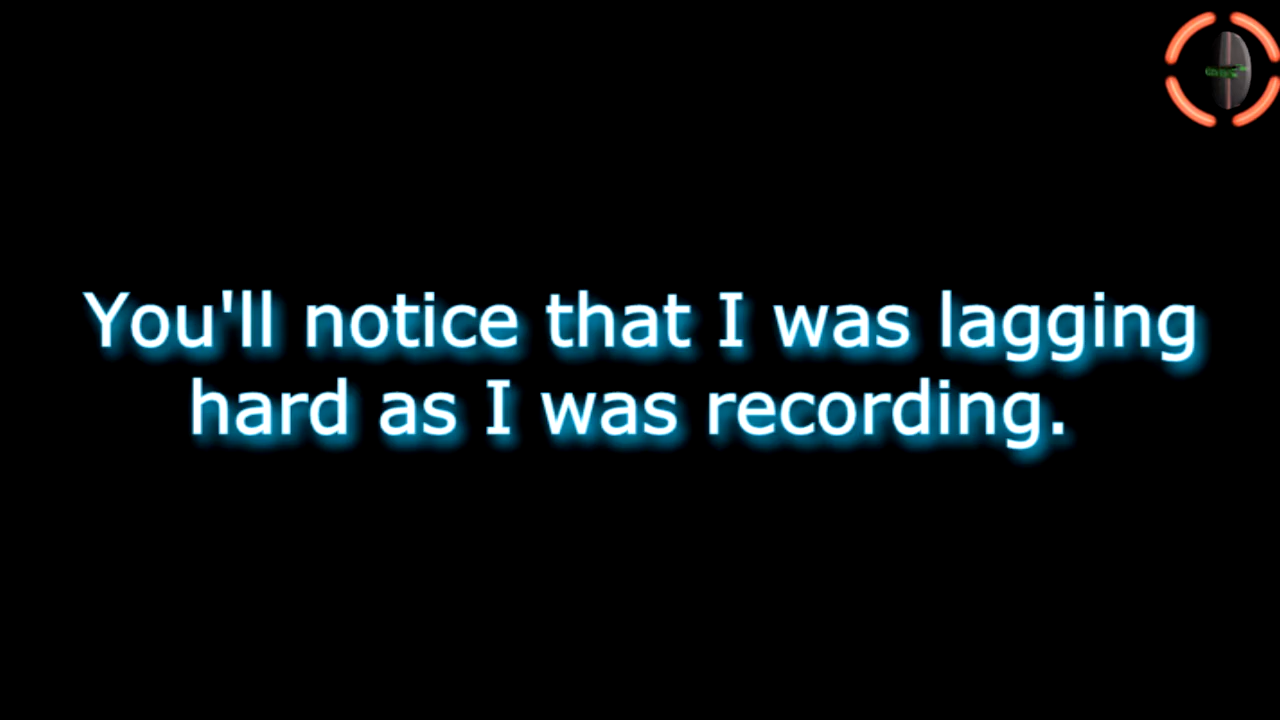 You'll notice that I was lagging
hard as I was recording.